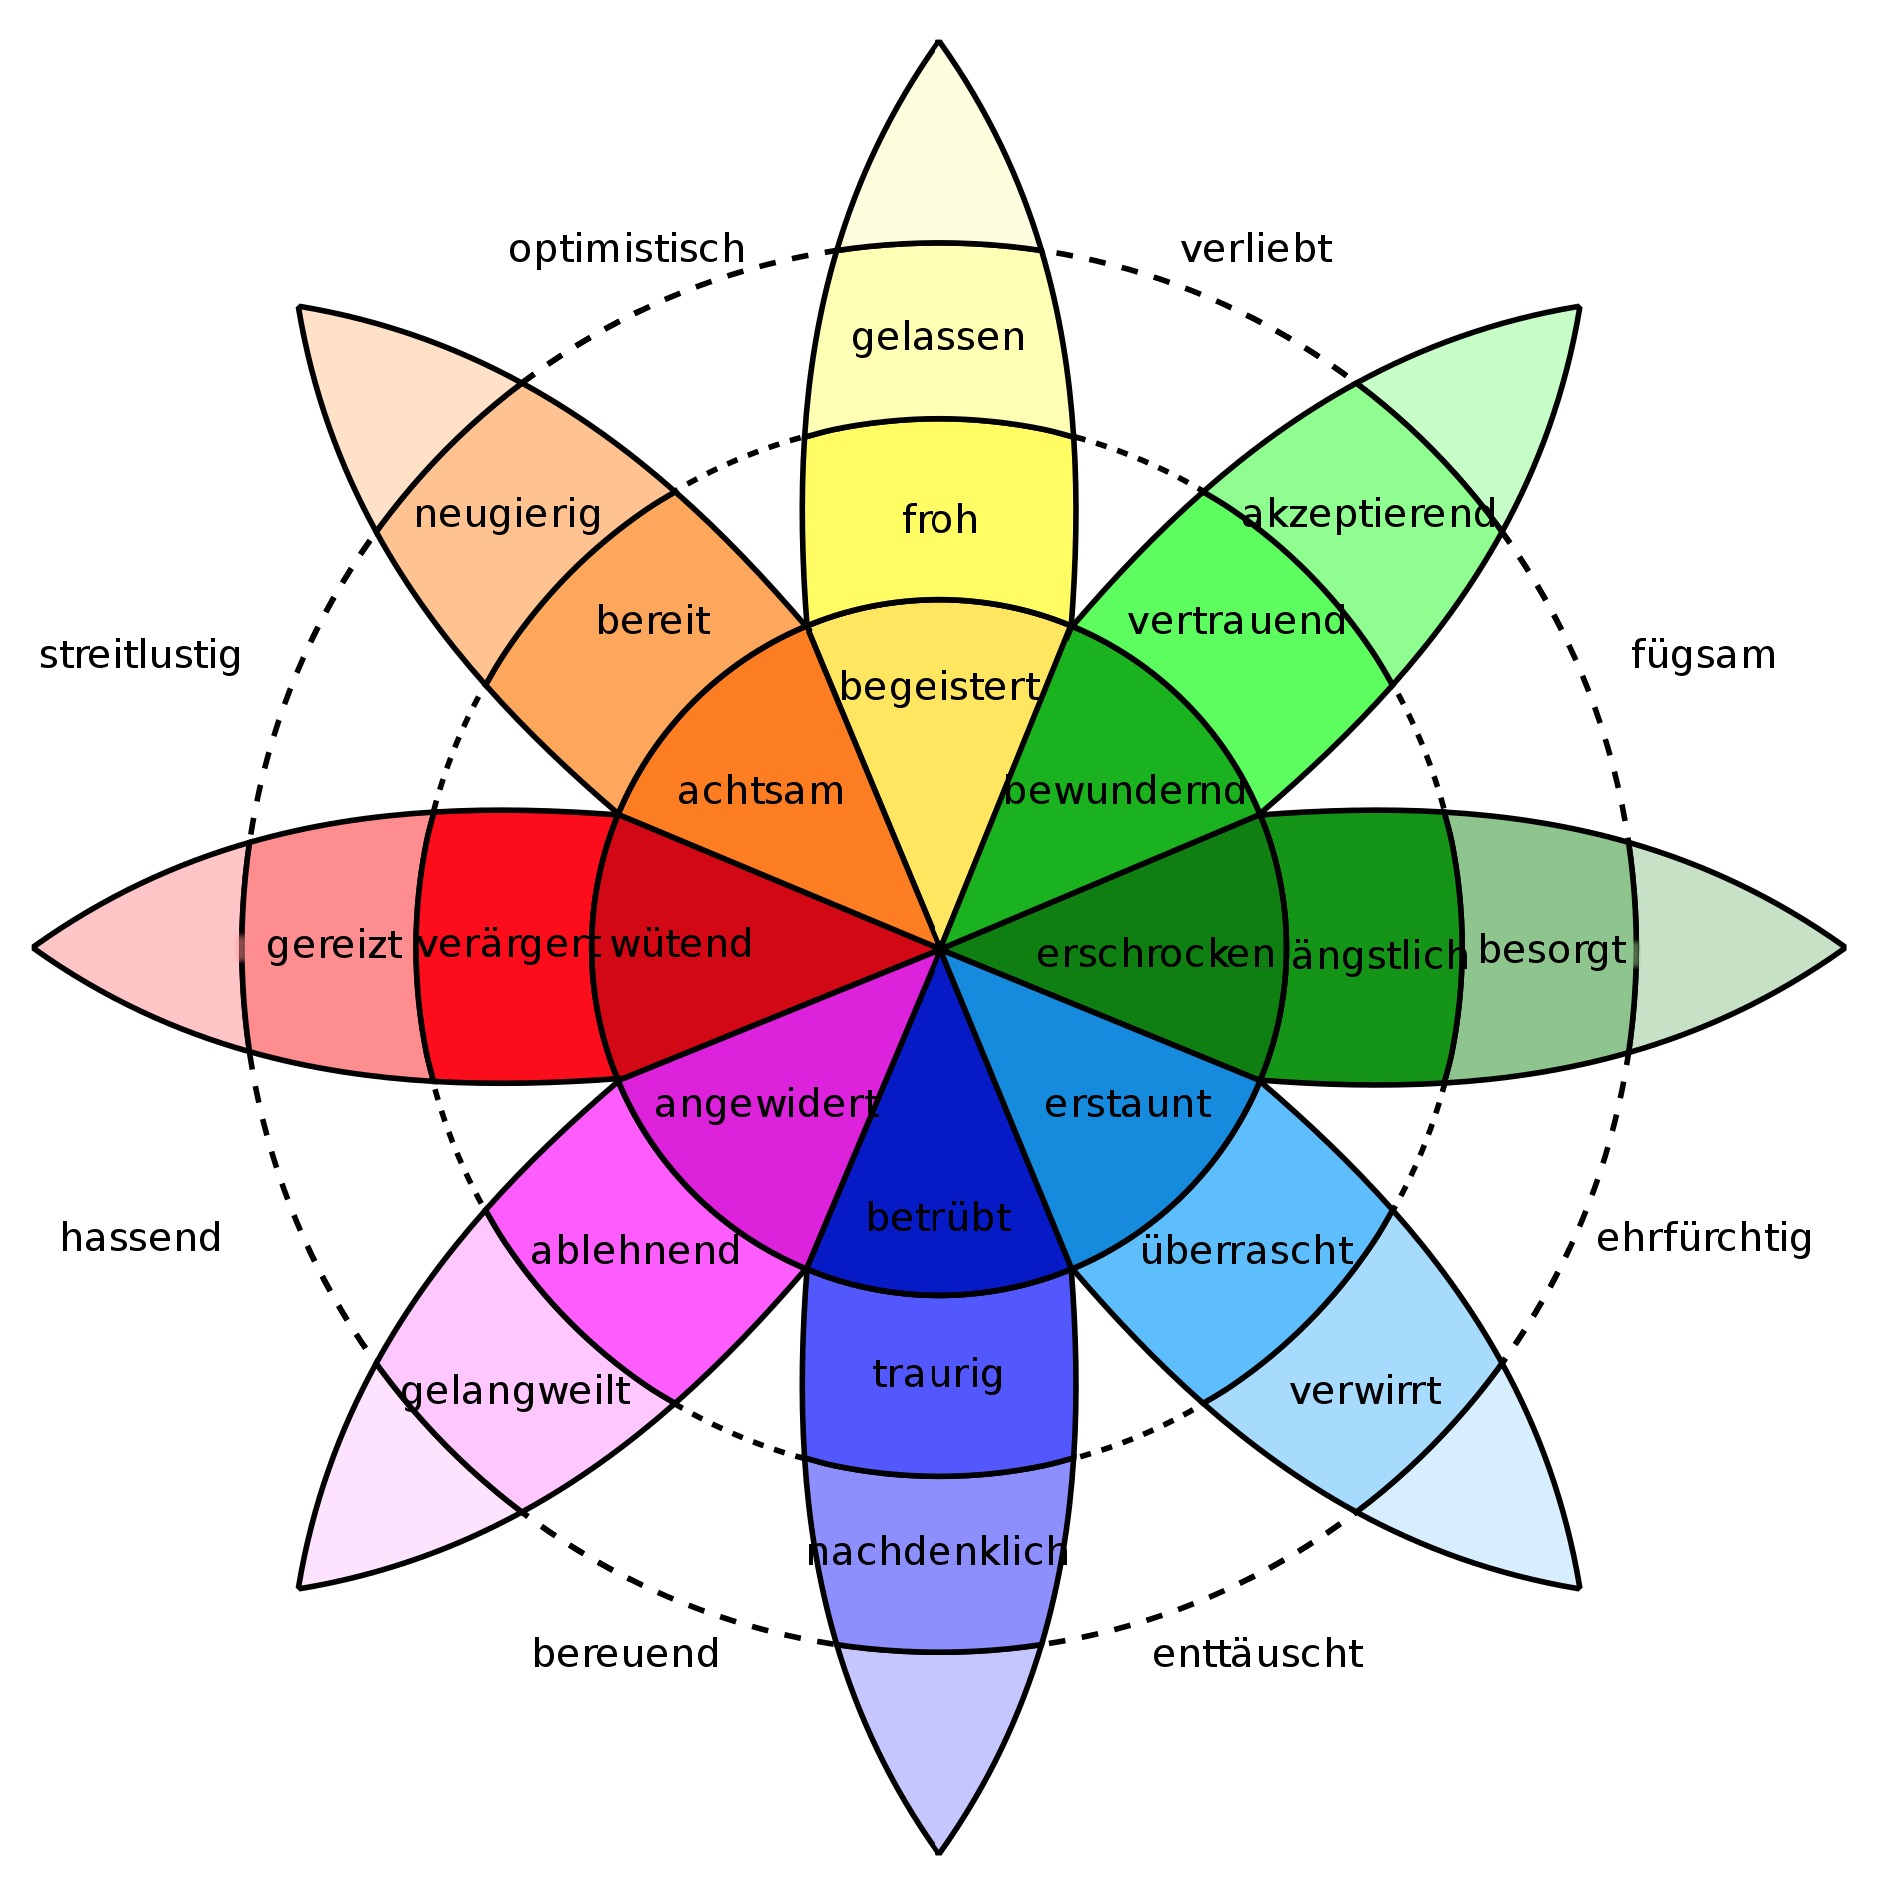 optimistisch
verliebt
gelassen
neugierig
froh
akzeptierend
bereit
vertrauend
streitlustig
fügsam
begeistert
achtsam
bewundernd
gereizt
verärgert
wütend
erschrocken
ängstlich
besorgt
angewidert
erstaunt
betrübt
hassend
ehrfürchtig
ablehnend
überrascht
traurig
gelangweilt
verwirrt
nachdenklich
bereuend
enttäuscht